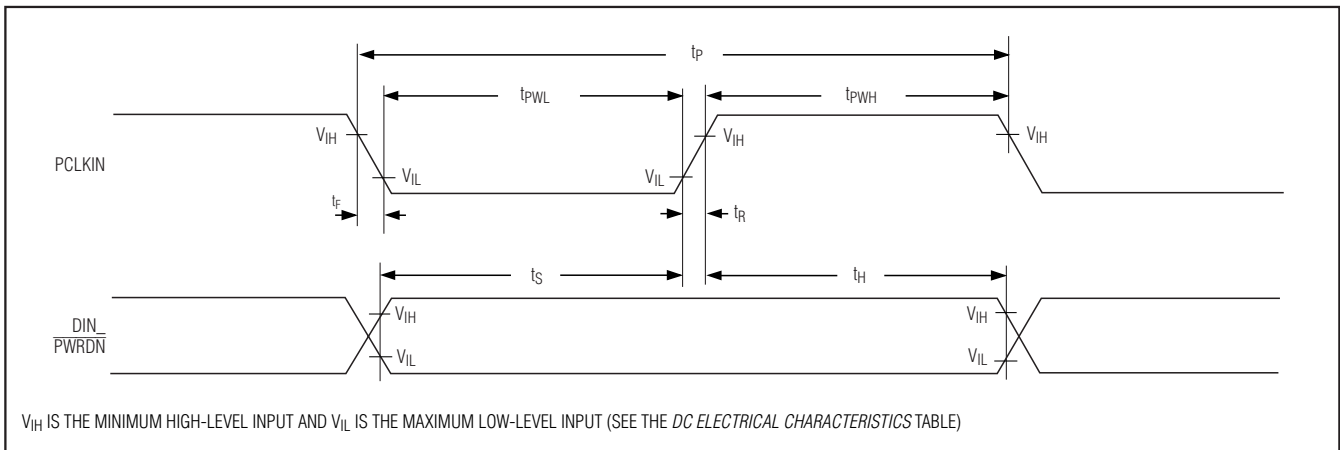 tP
tPWL
tPWH
VIH
VIH
VIH
PCLKIN
VIL
VIL
tF
tR
tS
tH
VIH
VIH
DIN_
PWRDN
VIL
VIL
VIH IS THE MINIMUM HIGH-LEVEL INPUT AND VIL IS THE MAXIMUM LOW-LEVEL INPUT (SEE THE DC ELECTRICAL CHARACTERISTICS TABLE)